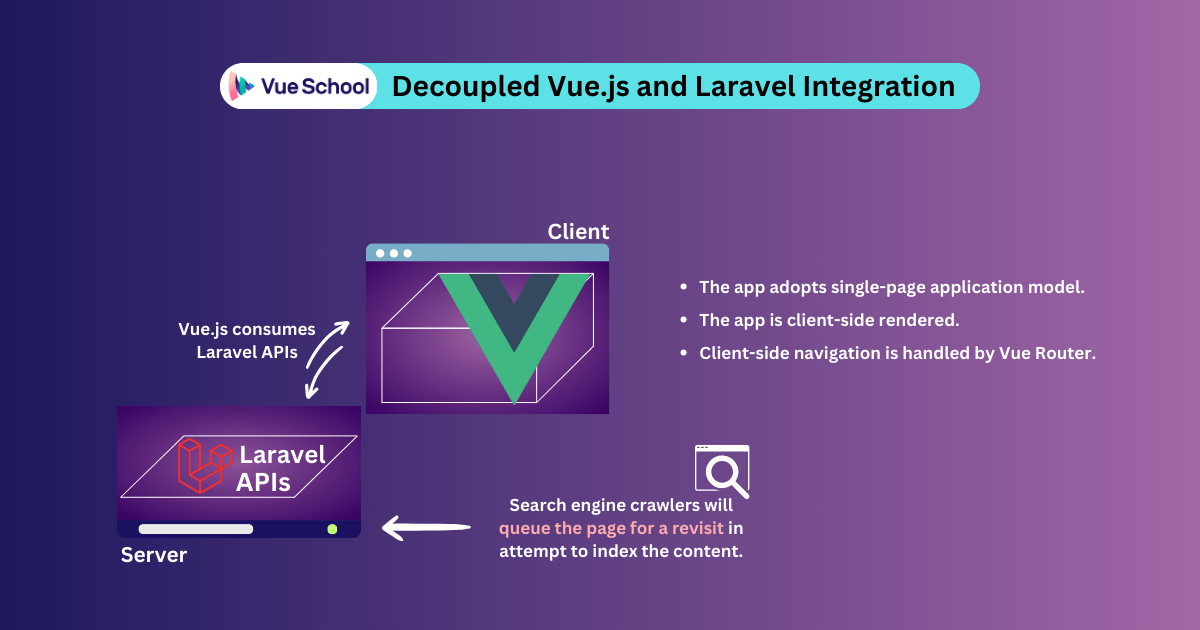 Vue School
Decoupled Vue.js and Laravel Integration
Client
Vue.js consumes
Laravel APIs
• The app adopts single-page application model.
• The app is client-side rendered.
• Client-side navigation is handled by Vue Router.
Laravel
APIs
Server
Search engine crawlers will
queue the page for a revisit in
attempt to index the content.